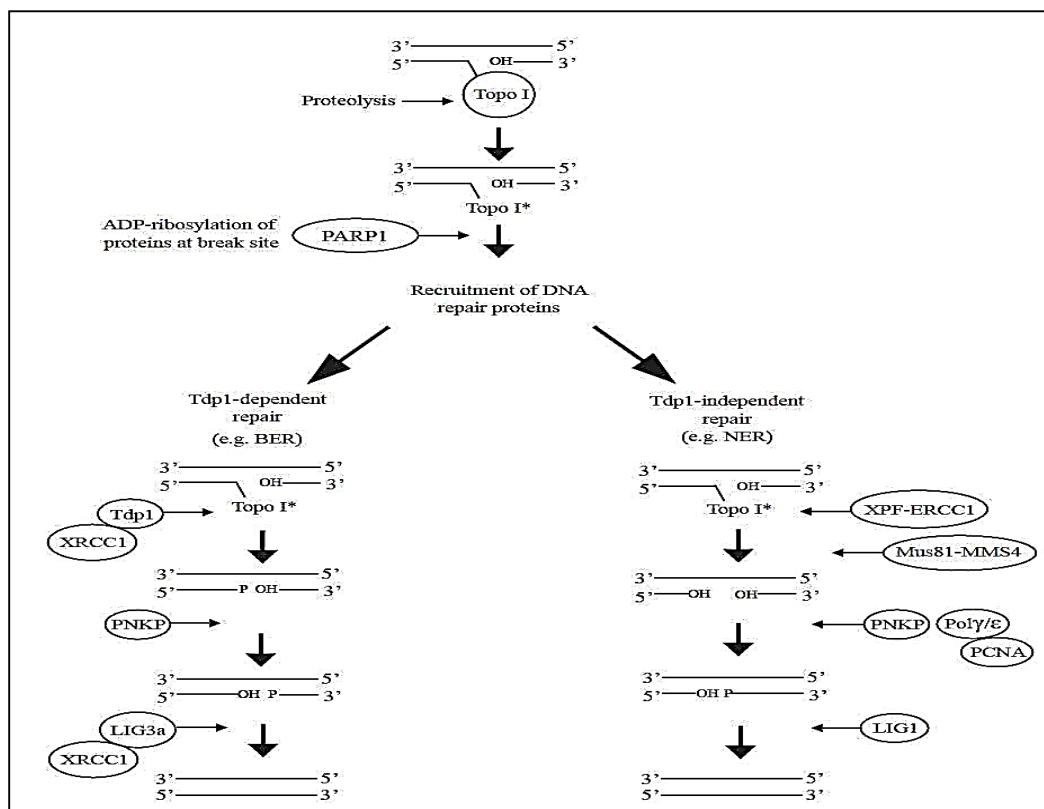 3’ 5’
5’ OH 3’
Proteolysis Topo I
3’ 5’
5’ OH 3’
Topo I*
ADP-ribosylation of
proteins at break site
PARP1
Recruitment of DNA
repair proteins
Tdp1-dependent
repair
(e.g. BER)
3’ 5’
5’ OH 3’
Topo I*
Tdp1
XRCC1
3’ 5’
5’ P OH 3’
PNKP
3’ 5’
5’ OH P 3’
LIG3a
XRCC1
3’ 5’
5’ 3’
Tdp1-independent
repair
(e.g. NER)
3’ 5’
5’ OH 3’
Topo I*
XPF-ERCC1
Mus81-MMS4
3’ 5’
5’ OH OH 3’
PNKP Polγ/ε
PCNA
3’ 5’
5’ OH P 3’
LIG1
3’ 5’
5’ 3’